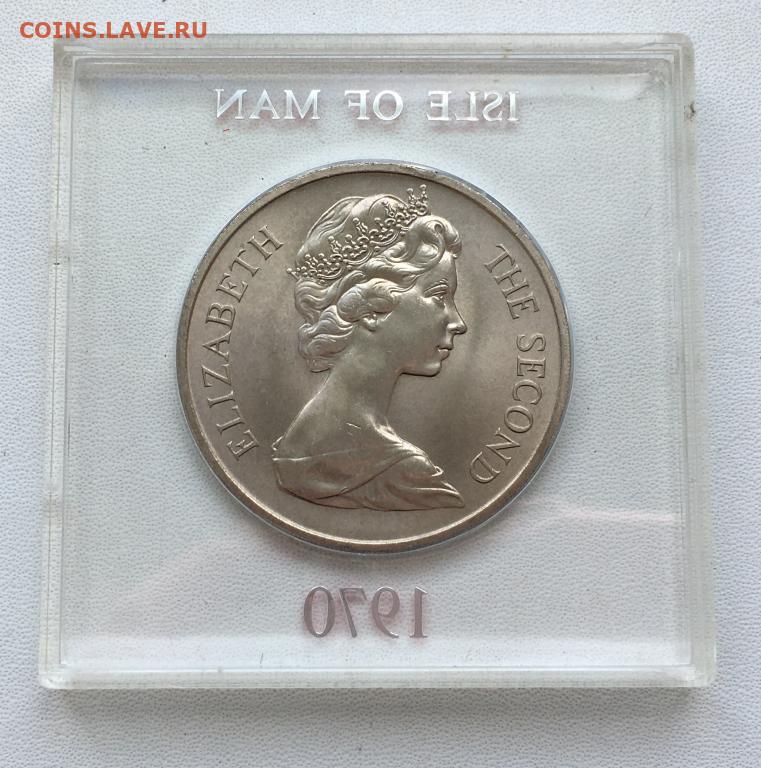 COINS.LAVE.RU
ISLE OF MAN
ELIZABETH THE SECOND
1970